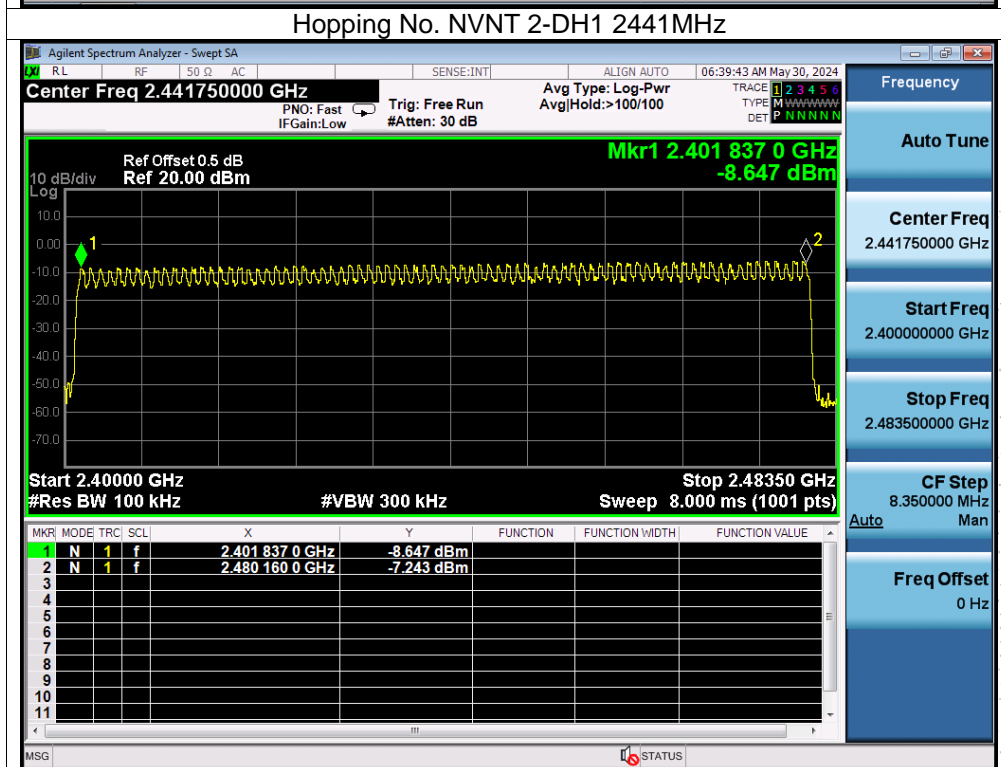 Hopping No. NVNT 2-DH1 2441MHz
Agilent Spectrum Analyzer - Swept SA
LXI RL RF 50 Ω AC SENSE:INT ALIGN AUTO 06:39:43 AM May 30, 2024
Center Freq 2.441750000 GHz
PNO: Fast
IFGain:Low
Trig: Free Run
#Atten: 30 dB
Avg Type: Log-Pwr
Avg|Hold:>100/100
TRACE 1 2 3 4 5 6
TYPE M WWWWW
DET P N N N N N
Ref Offset 0.5 dB
10 dB/div Ref 20.00 dBm
Log
Mkr1 2.401 837 0 GHz
-8.647 dBm
10.0
0.00
-10.0
-20.0
-30.0
-40.0
-50.0
-60.0
-70.0
1
2
Start 2.40000 GHz Stop 2.48350 GHz
#Res BW 100 kHz #VBW 300 kHz Sweep 8.000 ms (1001 pts)
MKR MODE TRC SCL X Y FUNCTION FUNCTION WIDTH FUNCTION VALUE
1 N 1 f 2.401 837 0 GHz -8.647 dBm
2 N 1 f 2.480 160 0 GHz -7.243 dBm
3
4
5
6
7
8
9
10
11
MSG STATUS
Frequency
Auto Tune
Center Freq
2.441750000 GHz
Start Freq
2.400000000 GHz
Stop Freq
2.483500000 GHz
CF Step
8.350000 MHz
Auto Man
Freq Offset
0 Hz